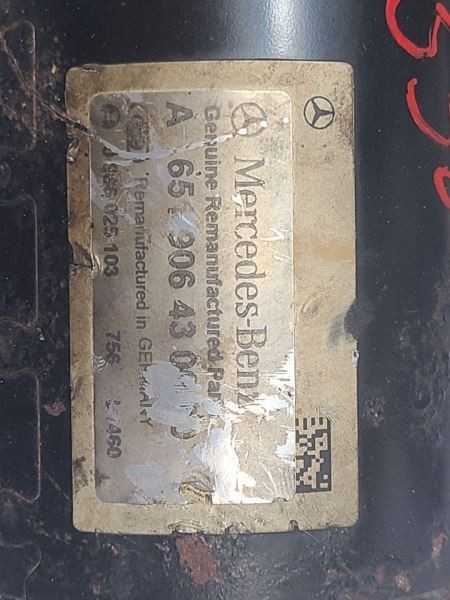 Mercedes-Benz
Genuine Remanufactured Part
A 651 906 43 00
Remanufactured in GERMANY
025 103 756 460